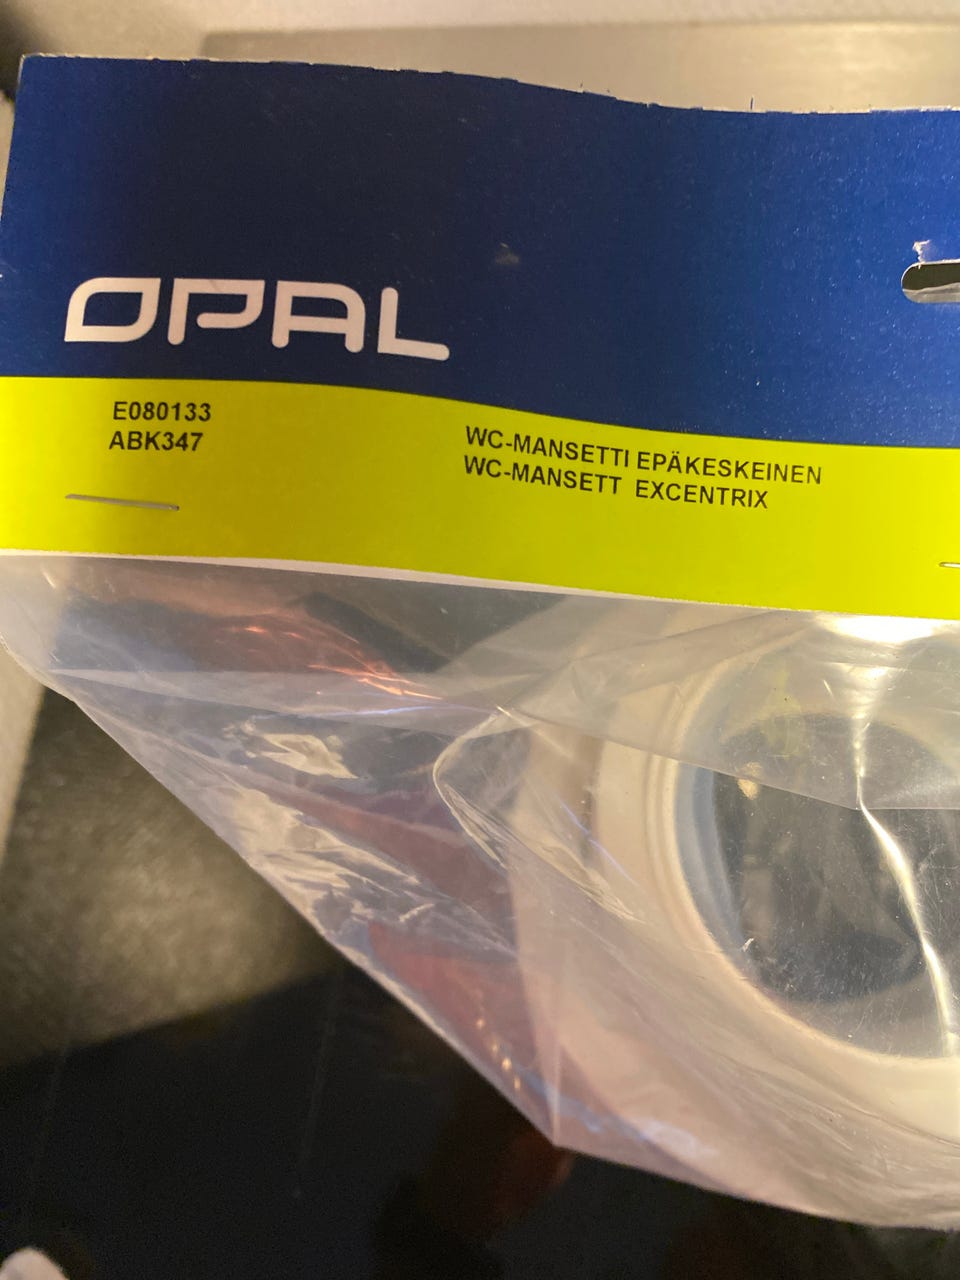 OPAL
E080133
ABK347
WC-MANSETTI EPÄKESKEINEN
WC-MANSETT EXCENTRIX